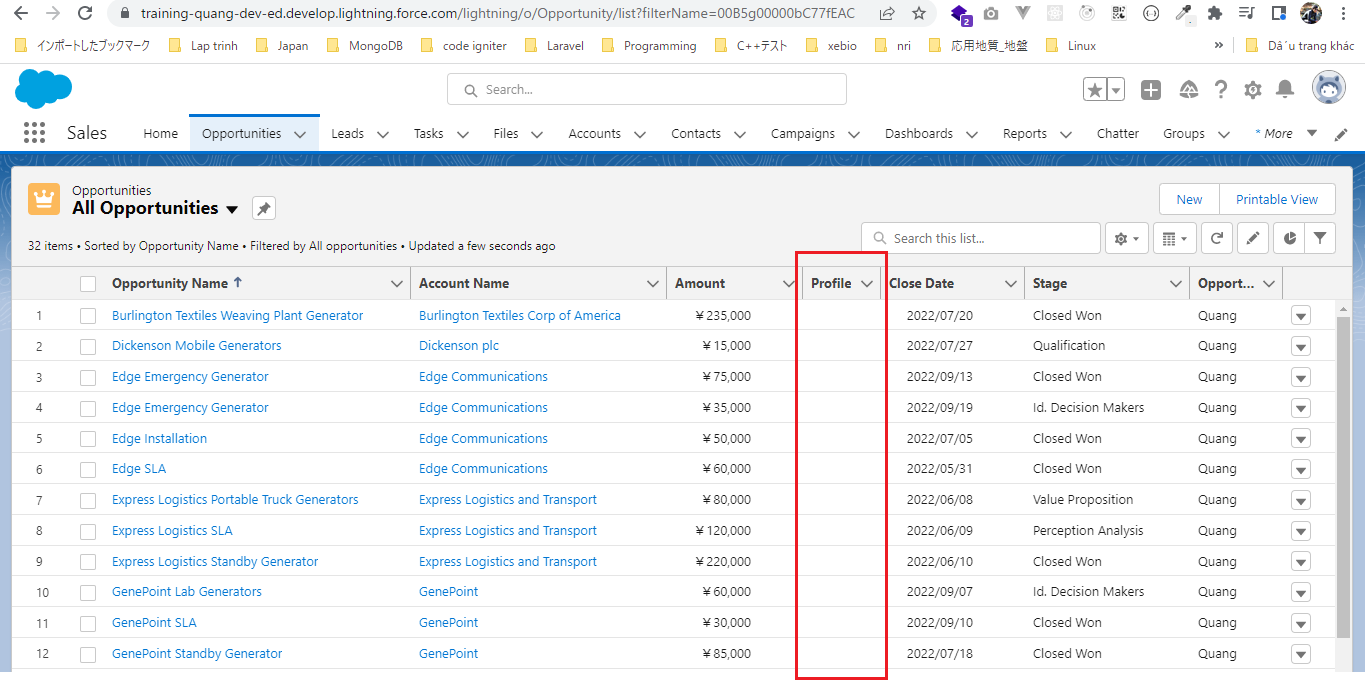 training-quang-dev-ed.develop.lightning.force.com/lightning/o/Opportunity/list?filterName=00B5g00000bC77fEAC
2
インポートしたブックマーク Lap trinh Japan MongoDB code igniter Laravel Programming C++テスト xebio nri 応用地質_地盤 Linux » Dấu trang khác
Search...
Sales Home Opportunities Leads Tasks Files Accounts Contacts Campaigns Dashboards Reports Chatter Groups * More
Opportunities
All Opportunities
New Printable View
32 items • Sorted by Opportunity Name • Filtered by All opportunities • Updated a few seconds ago
Search this list...
Opportunity Name ↑ Account Name Amount Profile Close Date Stage Opport...
1 Burlington Textiles Weaving Plant Generator Burlington Textiles Corp of America ￥235,000 2022/07/20 Closed Won Quang
2 Dickenson Mobile Generators Dickenson plc ￥15,000 2022/07/27 Qualification Quang
3 Edge Emergency Generator Edge Communications ￥75,000 2022/09/13 Closed Won Quang
4 Edge Emergency Generator Edge Communications ￥35,000 2022/09/19 Id. Decision Makers Quang
5 Edge Installation Edge Communications ￥50,000 2022/07/05 Closed Won Quang
6 Edge SLA Edge Communications ￥60,000 2022/05/31 Closed Won Quang
7 Express Logistics Portable Truck Generators Express Logistics and Transport ￥80,000 2022/06/08 Value Proposition Quang
8 Express Logistics SLA Express Logistics and Transport ￥120,000 2022/06/09 Perception Analysis Quang
9 Express Logistics Standby Generator Express Logistics and Transport ￥220,000 2022/06/10 Closed Won Quang
10 GenePoint Lab Generators GenePoint ￥60,000 2022/09/07 Id. Decision Makers Quang
11 GenePoint SLA GenePoint ￥30,000 2022/09/10 Closed Won Quang
12 GenePoint Standby Generator GenePoint ￥85,000 2022/07/18 Closed Won Quang